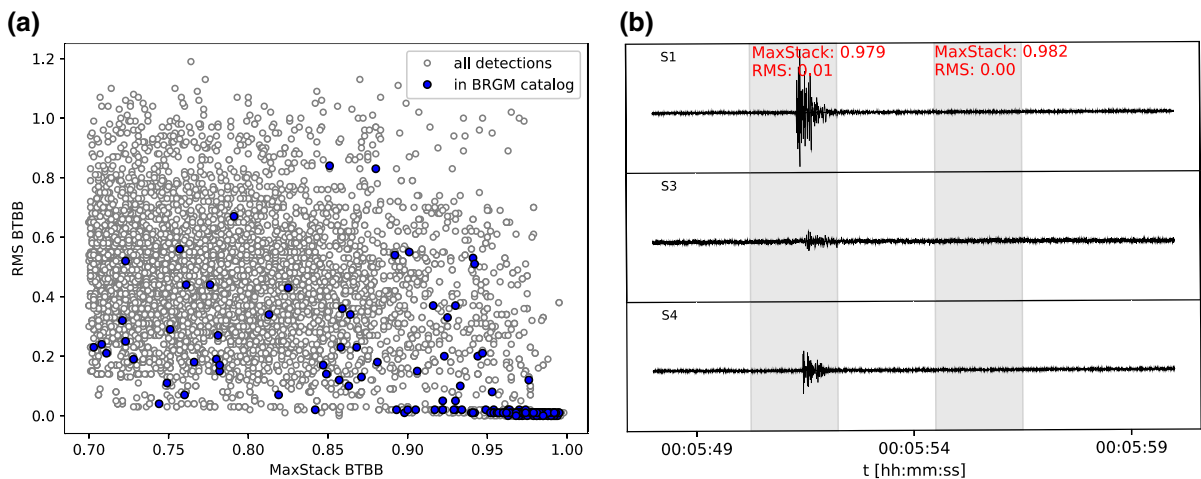 (a)
1.2
1.0
0.8
0.6
0.4
0.2
0.0
RMS BTBB
all detections
in BRGM catalog
0.70
0.75
0.80
0.85
0.90
0.95
1.00
MaxStack BTBB
(b)
S1
MaxStack: 0.979
RMS: 0.01
MaxStack: 0.982
RMS: 0.00
S3
S4
00:05:49
00:05:54
00:05:59
t [hh:mm:ss]